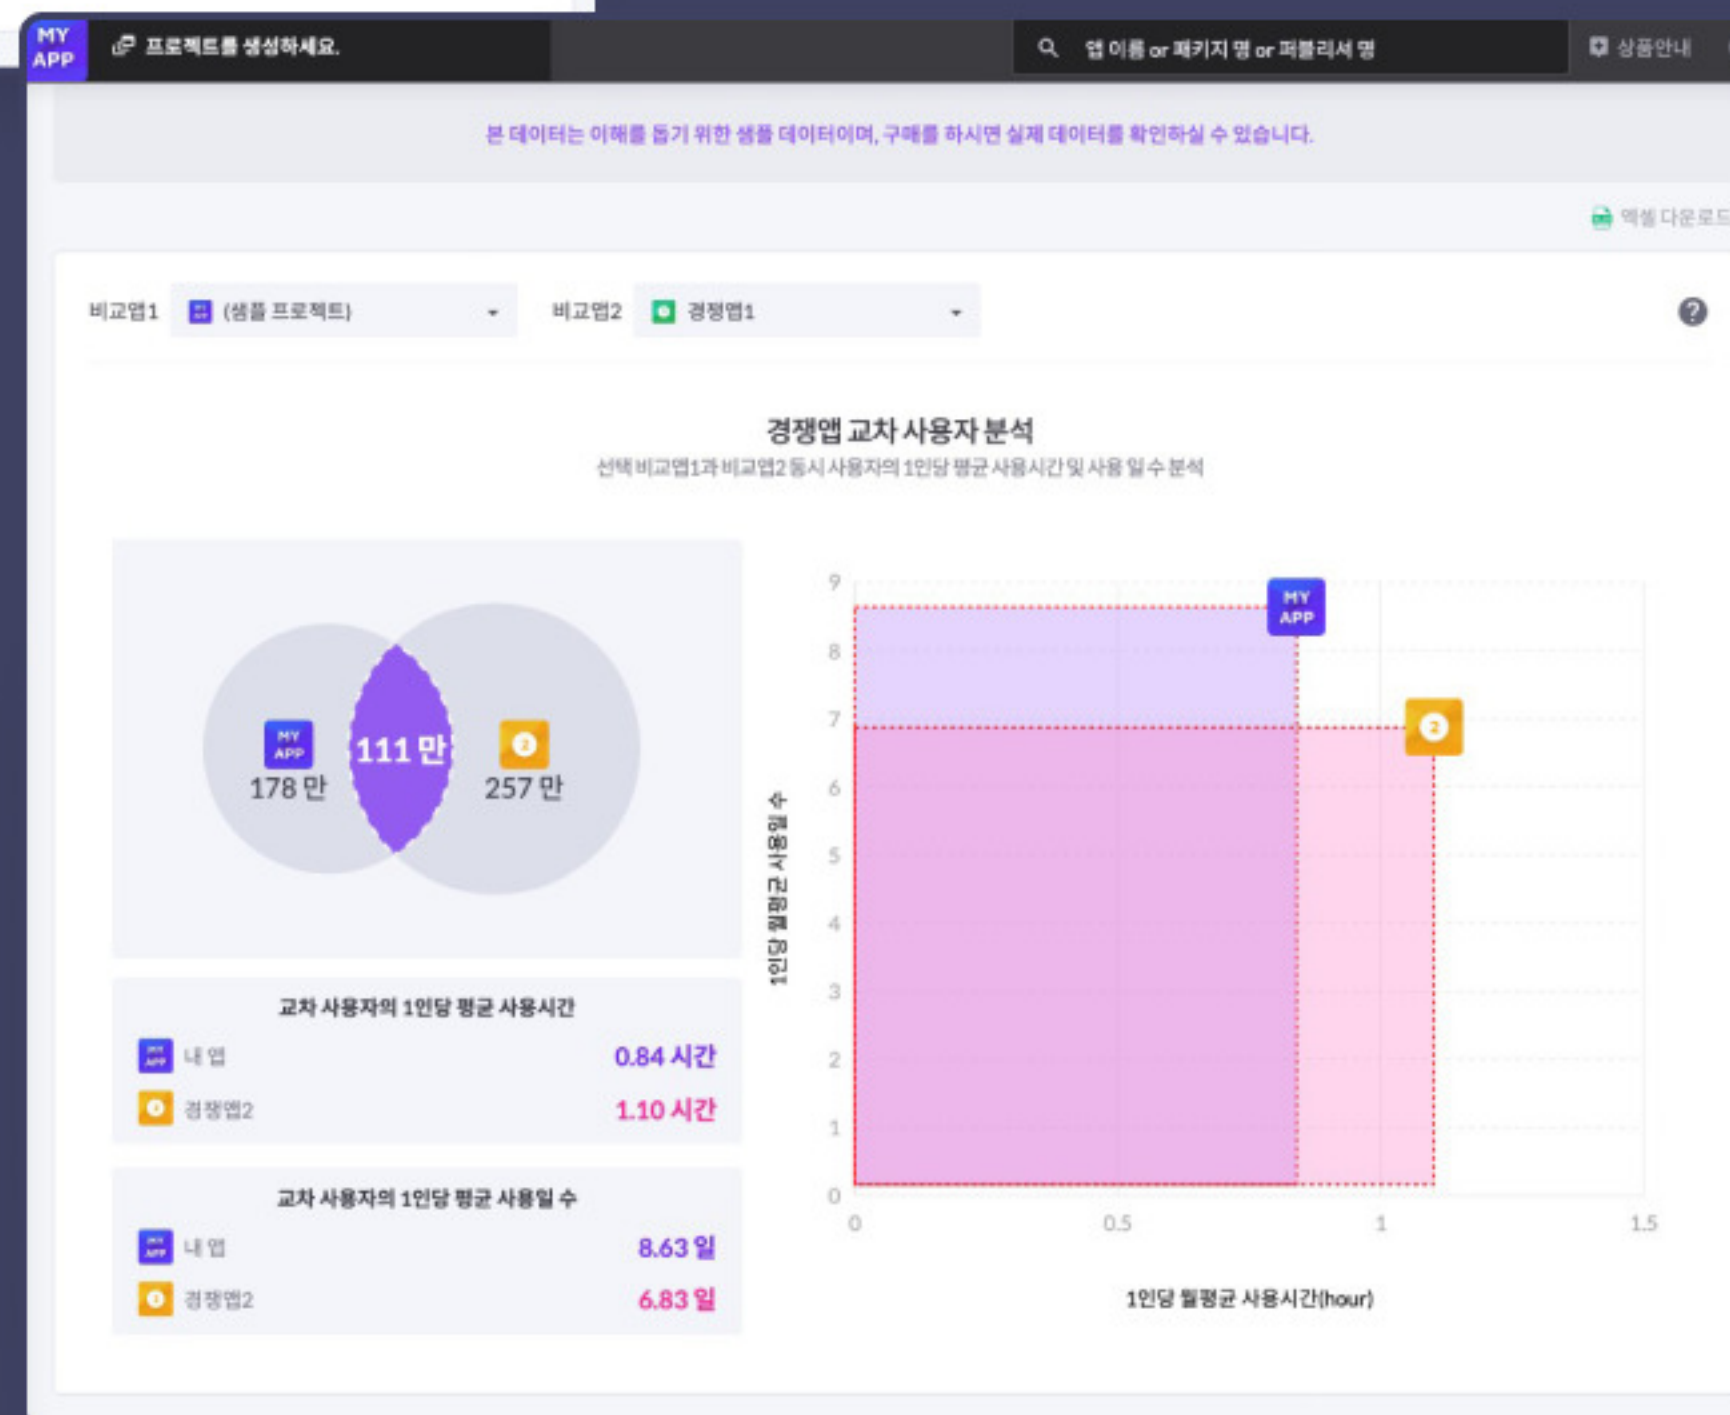 MY APP
프로젝트를 생성하세요.
앱 이름 or 패키지 명 or 퍼블리셔 명
상품안내
본 데이터는 이해를 돕기 위한 샘플 데이터이며, 구매를 하시면 실제 데이터를 확인하실 수 있습니다.
엑셀 다운로드
비교앱1
(샘플 프로젝트)
비교앱2
경쟁앱1
?
경쟁앱 교차 사용자 분석
선택 비교앱1과 비교앱2 동시 사용자의 1인당 평균 사용시간 및 사용 일 수 분석
MY APP
178 만
111 만
2
257 만
교차 사용자의 1인당 평균 사용시간
내 앱
0.84 시간
경쟁앱2
1.10 시간
교차 사용자의 1인당 평균 사용일 수
내 앱
8.63 일
경쟁앱2
6.83 일
1인당 월평균 사용일 수
9
8
7
6
5
4
3
2
1
0
MY APP
2
0
0.5
1
1.5
1인당 월평균 사용시간(hour)